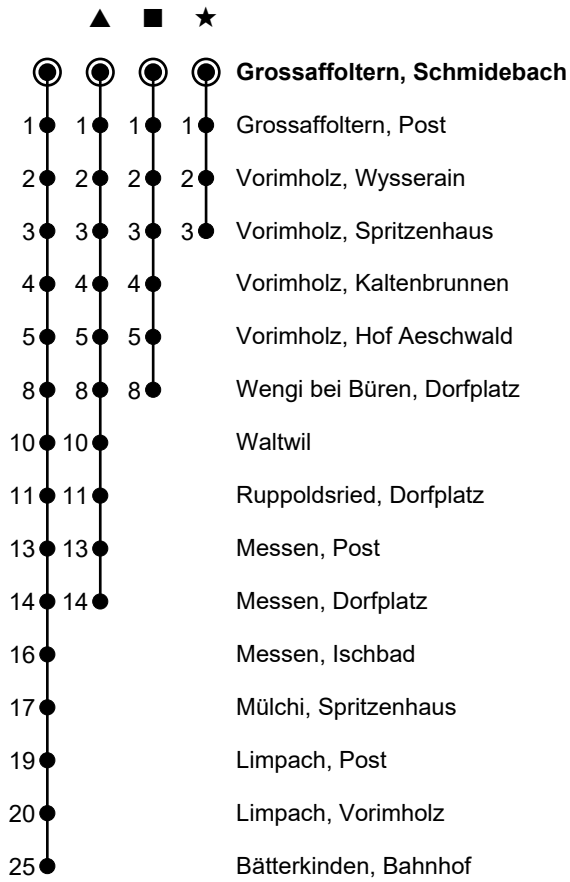 ▲ ■ ★
Grossaffoltern, Schmidebach
1 1 1 1 Grossaffoltern, Post
2 2 2 2 Vorimholz, Wysserain
3 3 3 3 Vorimholz, Spritzenhaus
4 4 4 Vorimholz, Kaltenbrunnen
5 5 5 Vorimholz, Hof Aeschwald
8 8 8 Wengi bei Büren, Dorfplatz
10 10 Waltwil
11 11 Ruppoldsried, Dorfplatz
13 13 Messen, Post
14 14 Messen, Dorfplatz
16 Messen, Ischbad
17 Mülchi, Spritzenhaus
19 Limpach, Post
20 Limpach, Vorimholz
25 Bätterkinden, Bahnhof